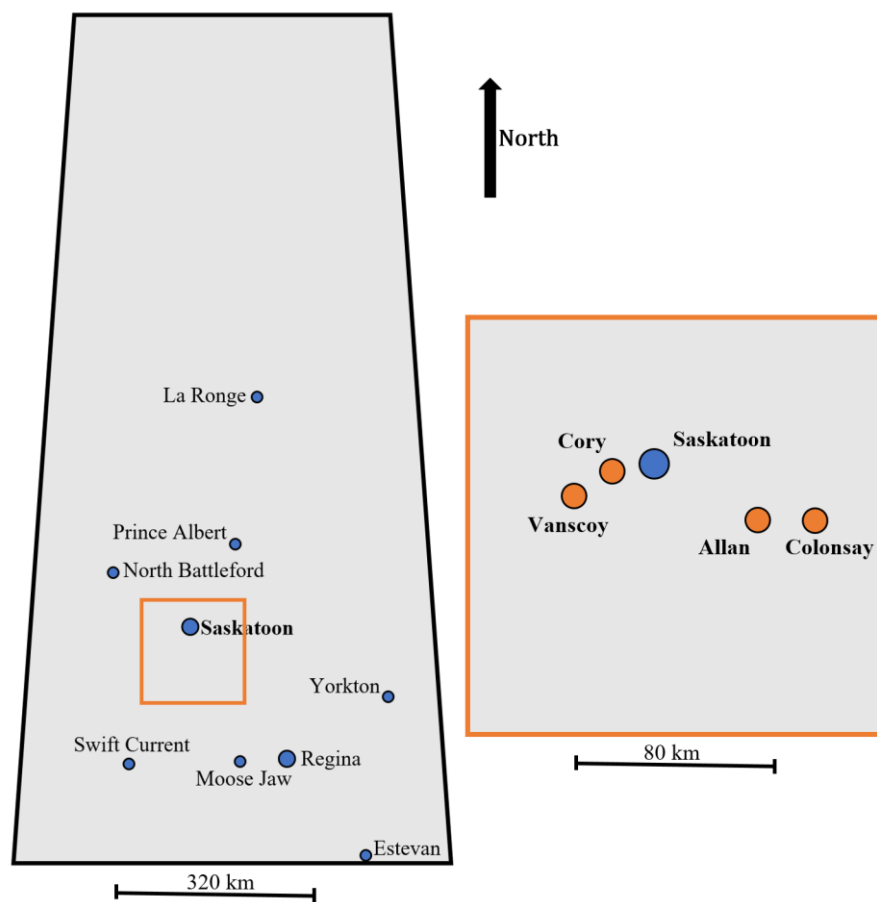 North
La Ronge
Prince Albert
North Battleford
Saskatoon
Yorkton
Swift Current
Moose Jaw
Regina
Estevan
320 km
Cory
Saskatoon
Vanscoy
Allan
Colonsay
80 km